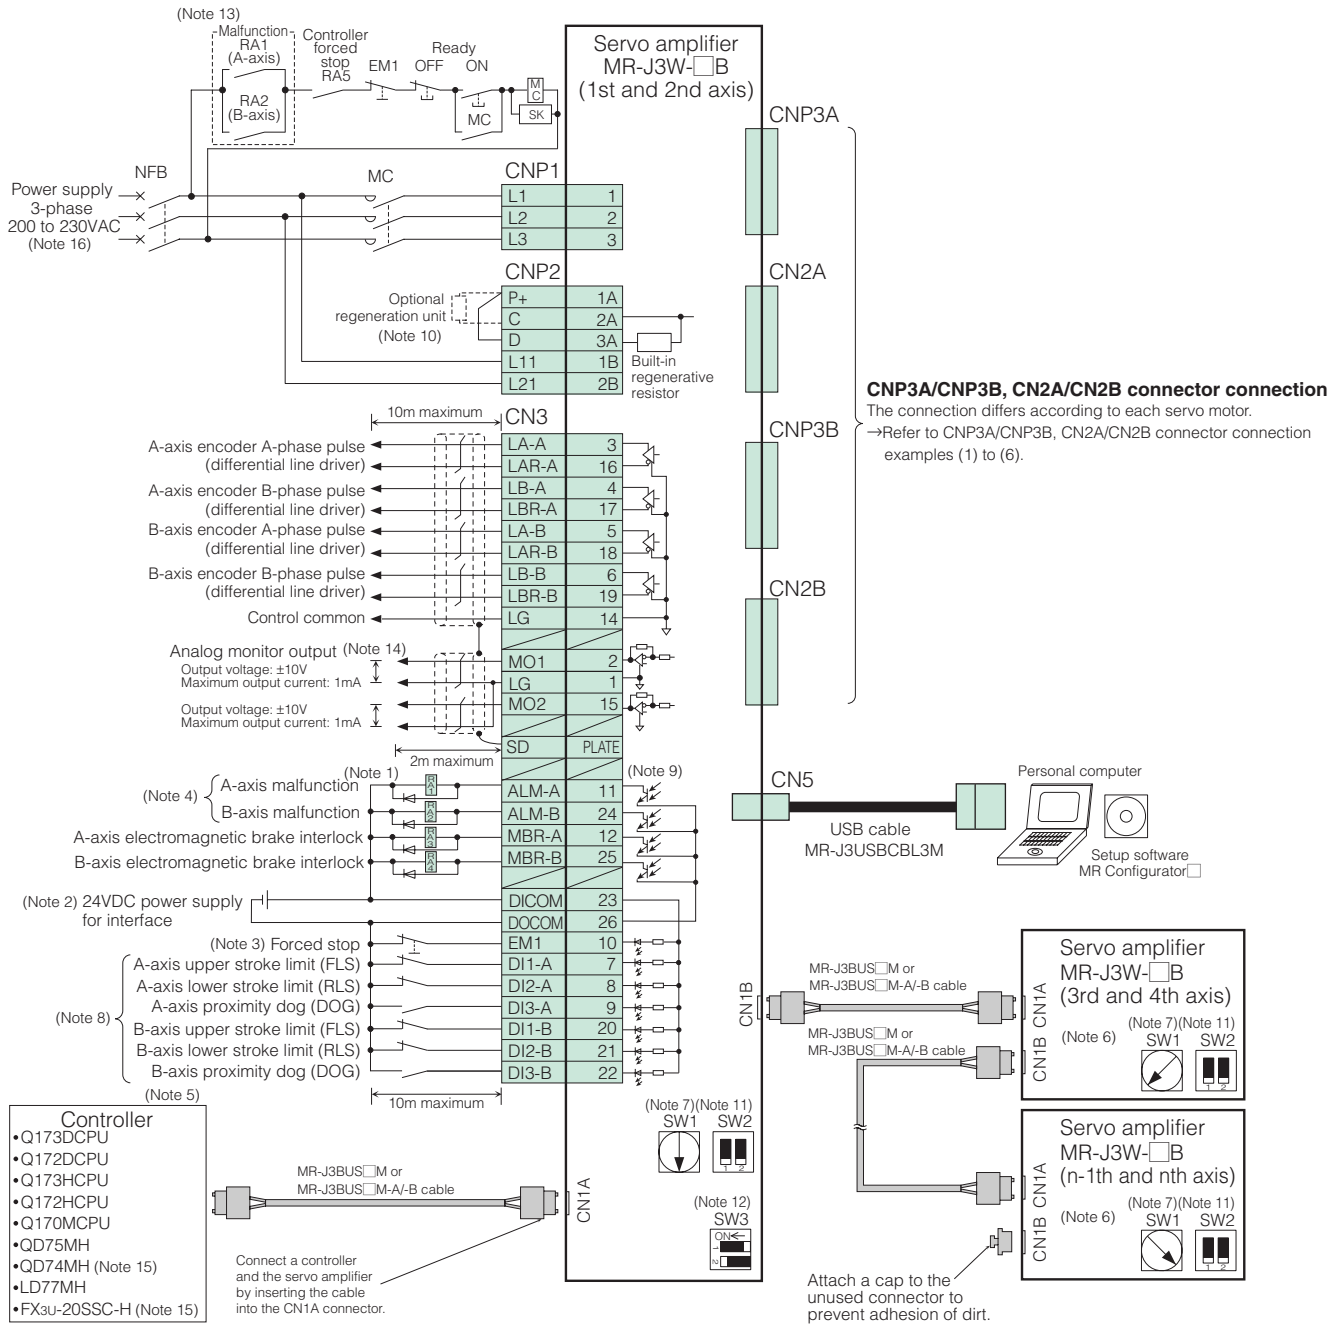 (Note 13)
Malfunction
RA1
(A-axis)
RA2
(B-axis)
Controller
forced
stop
RA5
EM1
Ready
OFF
ON
MC
MC
SK
Servo amplifier
MR-J3W-□B
(1st and 2nd axis)
NFB
MC
Power supply
3-phase
200 to 230VAC
(Note 16)
CNP1
L1 1
L2 2
L3 3
CNP2
P+ 1A
C 2A
D 3A
L11 1B
L21 2B
Optional
regeneration unit
(Note 10)
Built-in
regenerative
resistor
CNP3A
CN2A
CNP3B
CN2B
CNP3A/CNP3B, CN2A/CN2B connector connection
The connection differs according to each servo motor.
→Refer to CNP3A/CNP3B, CN2A/CN2B connector connection
examples (1) to (6).
10m maximum
CN3
A-axis encoder A-phase pulse
(differential line driver)
A-axis encoder B-phase pulse
(differential line driver)
B-axis encoder A-phase pulse
(differential line driver)
B-axis encoder B-phase pulse
(differential line driver)
Control common
LA-A 3
LAR-A 16
LB-A 4
LBR-A 17
LA-B 5
LAR-B 18
LB-B 6
LBR-B 19
LG 14
Analog monitor output (Note 14)
Output voltage: ±10V
Maximum output current: 1mA
Output voltage: ±10V
Maximum output current: 1mA
MO1 2
LG 1
MO2 15
SD PLATE
2m maximum
(Note 1)
(Note 9)
(Note 4)
A-axis malfunction RA1 ALM-A 11
B-axis malfunction RA2 ALM-B 24
A-axis electromagnetic brake interlock RA3 MBR-A 12
B-axis electromagnetic brake interlock RA4 MBR-B 25
(Note 2) 24VDC power supply
for interface
DICOM 23
DOCOM 26
(Note 3) Forced stop EM1 10
(Note 8)
A-axis upper stroke limit (FLS) DI1-A 7
A-axis lower stroke limit (RLS) DI2-A 8
A-axis proximity dog (DOG) DI3-A 9
B-axis upper stroke limit (FLS) DI1-B 20
B-axis lower stroke limit (RLS) DI2-B 21
B-axis proximity dog (DOG) DI3-B 22
10m maximum
CN5
USB cable
MR-J3USBCBL3M
Personal computer
Setup software
MR Configurator□
(Note 5)
Controller
•Q173DCPU
•Q172DCPU
•Q173HCPU
•Q172HCPU
•Q170MCPU
•QD75MH
•QD74MH (Note 15)
•LD77MH
•FX3U-20SSC-H (Note 15)
MR-J3BUS□M or
MR-J3BUS□M-A/-B cable
Connect a controller
and the servo amplifier
by inserting the cable
into the CN1A connector.
CN1A
(Note 7)(Note 11)
SW1 SW2
1 2
(Note 12)
SW3
ON←
1
2
CN1B
MR-J3BUS□M or
MR-J3BUS□M-A/-B cable
MR-J3BUS□M or
MR-J3BUS□M-A/-B cable
Servo amplifier
MR-J3W-□B
(3rd and 4th axis)
CN1A
CN1B
(Note 6)
(Note 7)(Note 11)
SW1 SW2
1 2
Servo amplifier
MR-J3W-□B
(n-1th and nth axis)
CN1A
CN1B
(Note 6)
(Note 7)(Note 11)
SW1 SW2
1 2
Attach a cap to the
unused connector to
prevent adhesion of dirt.